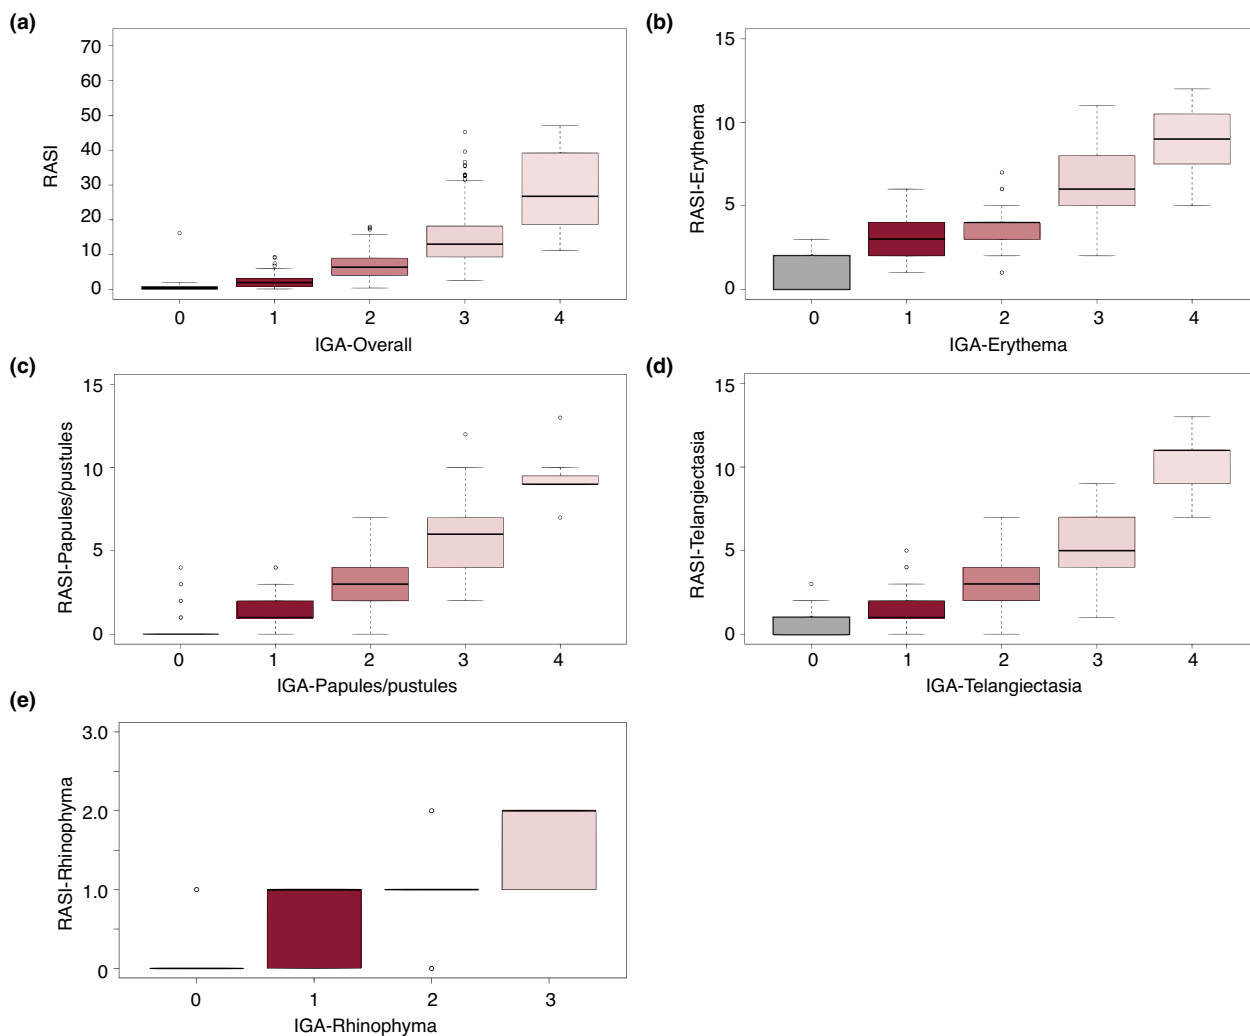 (a)
RASI
70
60
50
40
30
20
10
0
0 1 2 3 4
IGA-Overall
(b)
RASI-Erythema
15
10
5
0
0 1 2 3 4
IGA-Erythema
(c)
RASI-Papules/pustules
15
10
5
0
0 1 2 3 4
IGA-Papules/pustules
(d)
RASI-Telangiectasia
15
10
5
0
0 1 2 3 4
IGA-Telangiectasia
(e)
RASI-Rhinophyma
3.0
2.0
1.0
0
0 1 2 3
IGA-Rhinophyma